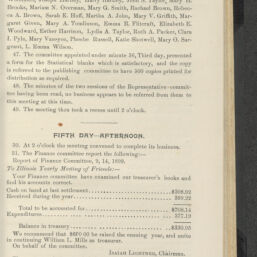 Brooks, Marian N. Overman, Mary G. Smith, Rachael Brown, Rebec-
ca A. Brown, Sarah E. Hoff, Martha A. John, Mary V. Griffith, Mar-
garet Owen, Mary A. Tomlinson, Emma B. Flitcraft, Elizabeth E.
Woodward, Esther Harrison, Lydia A. Taylor, Ruth A. Packer, Clara
I. Pyle, Mary Vansyoc, Phoebe Russell, Katie Shotwell, Mary O. Sar-
gent, L. Emma Wilson.
47. The committee appointed under minute 36, Third day, presented
a form for the Statistical blanks which is satisfactory, and the copy
is referred to the publishing committee to have 500 copies printed for
distribution as required.
48. The minutes of the two sessions of the Representative committ-
ee having been read, no business appears to be referred from them to
this meeting at this time.
49. The meeting then took a recess until 2 o'clock.
FIFTH DAY—AFTERNOON.
50. At 2 o'clock the meeting convened to complete its business.
51. The Finance committee report the following:—
Report of Finance Committee, 9, 14, 1899.
To Illinois Yearly Meeting of Friends:—
Your Finance committee have examined our treasurer's books and
find his accounts correct.
Cash on hand at last settlement
Received during the year
Total to be accounted for
Expenditures
Balance in treasury
We recommend that $600.00 be raised the ensuing year, and unite
in continuing William L. Mills as treasurer.
On behalf of the committee.
Isaiah Lightner, Chairman.